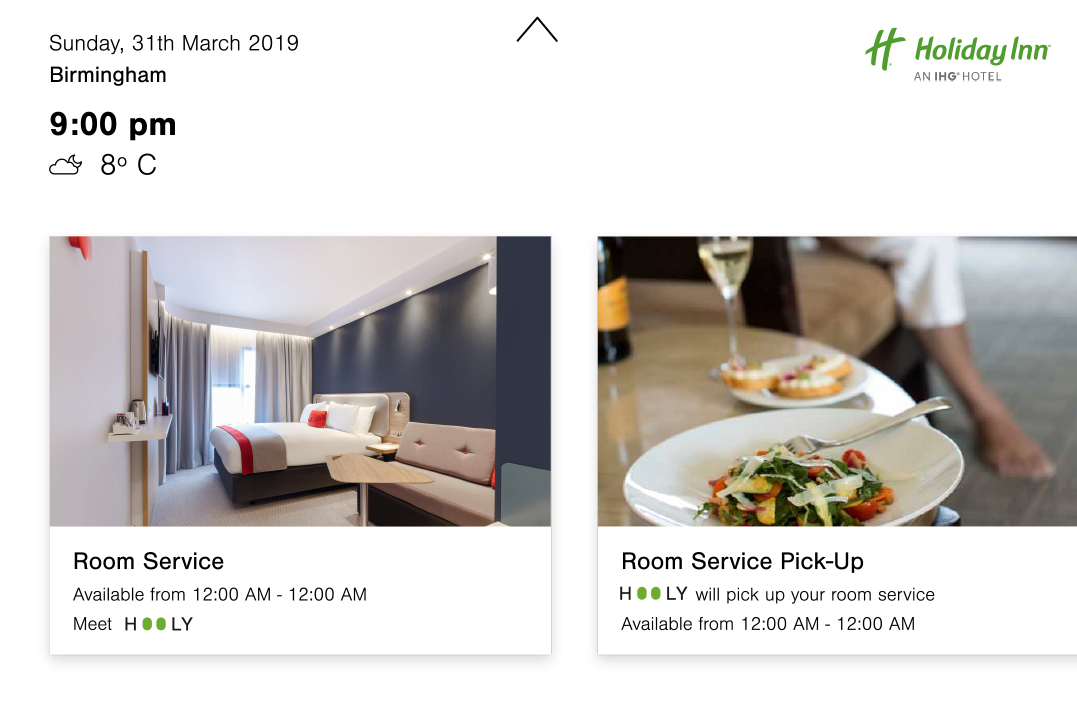 Sunday, 31th March 2019
Birmingham
9:00 pm
8º C
Holiday Inn
AN IHG® HOTEL
Room Service
Available from 12:00 AM - 12:00 AM
Meet H●●LY
Room Service Pick-Up
H●●LY will pick up your room service
Available from 12:00 AM - 12:00 AM